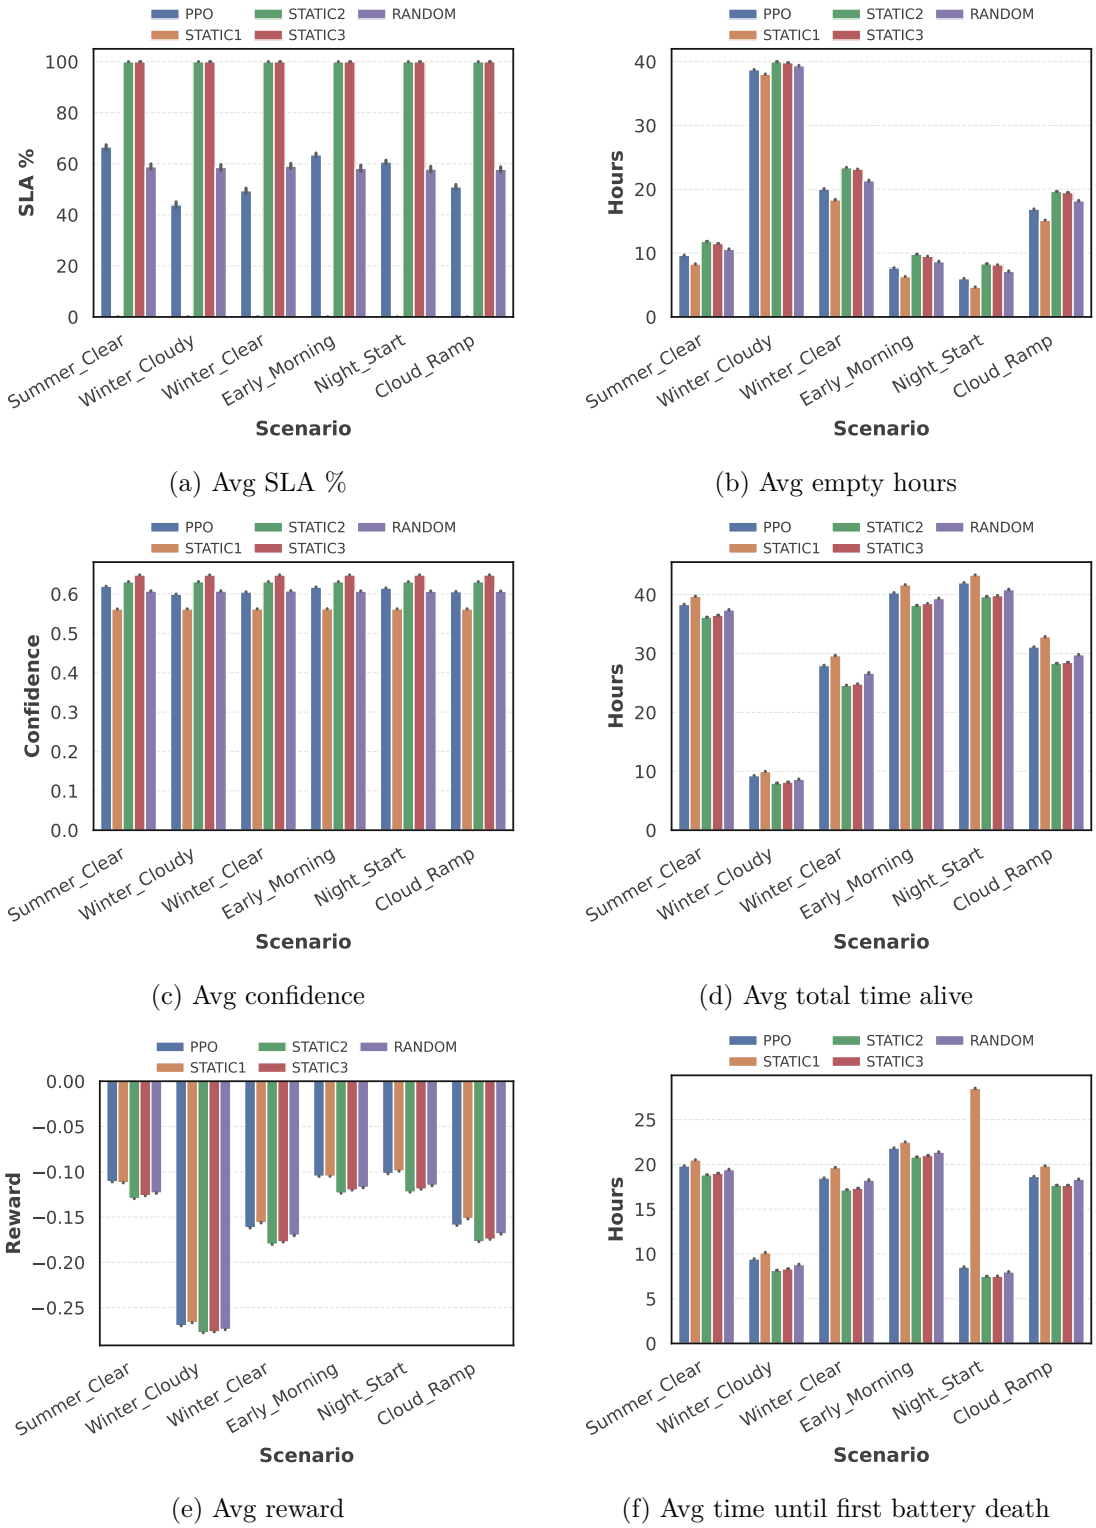 PPO STATIC2 RANDOM
STATIC1 STATIC3
100
80
60
40
20
0
SLA %
Summer_Clear
Winter_Cloudy
Winter_Clear
Early_Morning
Night_Start
Cloud_Ramp
Scenario
(a) Avg SLA %
PPO STATIC2 RANDOM
STATIC1 STATIC3
40
30
20
10
0
Hours
Summer_Clear
Winter_Cloudy
Winter_Clear
Early_Morning
Night_Start
Cloud_Ramp
Scenario
(b) Avg empty hours
PPO STATIC2 RANDOM
STATIC1 STATIC3
0.6
0.5
0.4
0.3
0.2
0.1
0.0
Confidence
Summer_Clear
Winter_Cloudy
Winter_Clear
Early_Morning
Night_Start
Cloud_Ramp
Scenario
(c) Avg confidence
PPO STATIC2 RANDOM
STATIC1 STATIC3
40
30
20
10
0
Hours
Summer_Clear
Winter_Cloudy
Winter_Clear
Early_Morning
Night_Start
Cloud_Ramp
Scenario
(d) Avg total time alive
PPO STATIC2 RANDOM
STATIC1 STATIC3
0.00
−0.05
−0.10
−0.15
−0.20
−0.25
Reward
Summer_Clear
Winter_Cloudy
Winter_Clear
Early_Morning
Night_Start
Cloud_Ramp
Scenario
(e) Avg reward
PPO STATIC2 RANDOM
STATIC1 STATIC3
25
20
15
10
5
0
Hours
Summer_Clear
Winter_Cloudy
Winter_Clear
Early_Morning
Night_Start
Cloud_Ramp
Scenario
(f) Avg time until first battery death